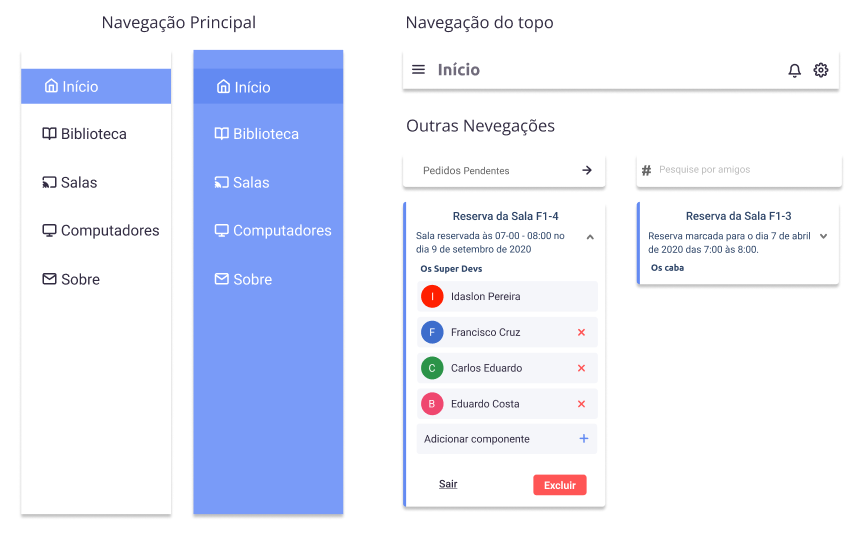 Navegação Principal
Início
Biblioteca
Salas
Computadores
Sobre
Início
Biblioteca
Salas
Computadores
Sobre
Navegação do topo
Início
Outras Nevegações
Pedidos Pendentes
# Pesquise por amigos
Reserva da Sala F1-4
Sala reservada às 07-00 - 08:00 no
dia 9 de setembro de 2020
Os Super Devs
I Idaslon Pereira
F Francisco Cruz
C Carlos Eduardo
B Eduardo Costa
Adicionar componente
Sair
Excluir
Reserva da Sala F1-3
Reserva marcada para o dia 7 de abril
de 2020 das 7:00 às 8:00.
Os caba